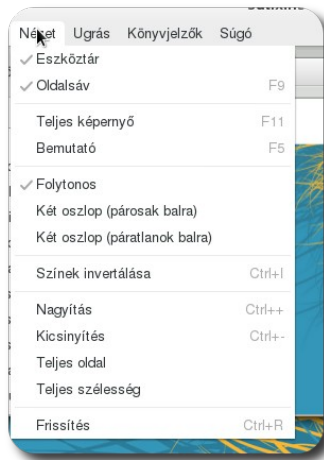 Nézet Ugrás Könyvjelzők Súgó
Eszköztár
Oldalsáv F9
Teljes képernyő F11
Bemutató F5
Folytonos
Két oszlop (párosak balra)
Két oszlop (páratlanok balra)
Színek invertálása Ctrl+I
Nagyítás Ctrl++
Kicsinyítés Ctrl+-
Teljes oldal
Teljes szélesség
Frissítés Ctrl+R